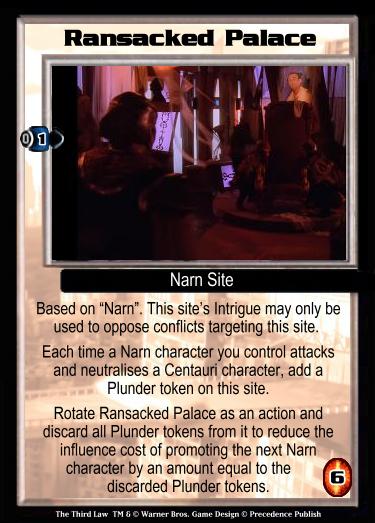 Ransacked Palace
0 1
Narn Site
Based on “Narn”. This site's Intrigue may only be
used to oppose conflicts targeting this site.
Each time a Narn character you control attacks
and neutralises a Centauri character, add a
Plunder token on this site.
Rotate Ransacked Palace as an action and
discard all Plunder tokens from it to reduce the
influence cost of promoting the next Narn
character by an amount equal to the
discarded Plunder tokens.
6
The Third Law TM & © Warner Bros. Game Design © Precedence Publish